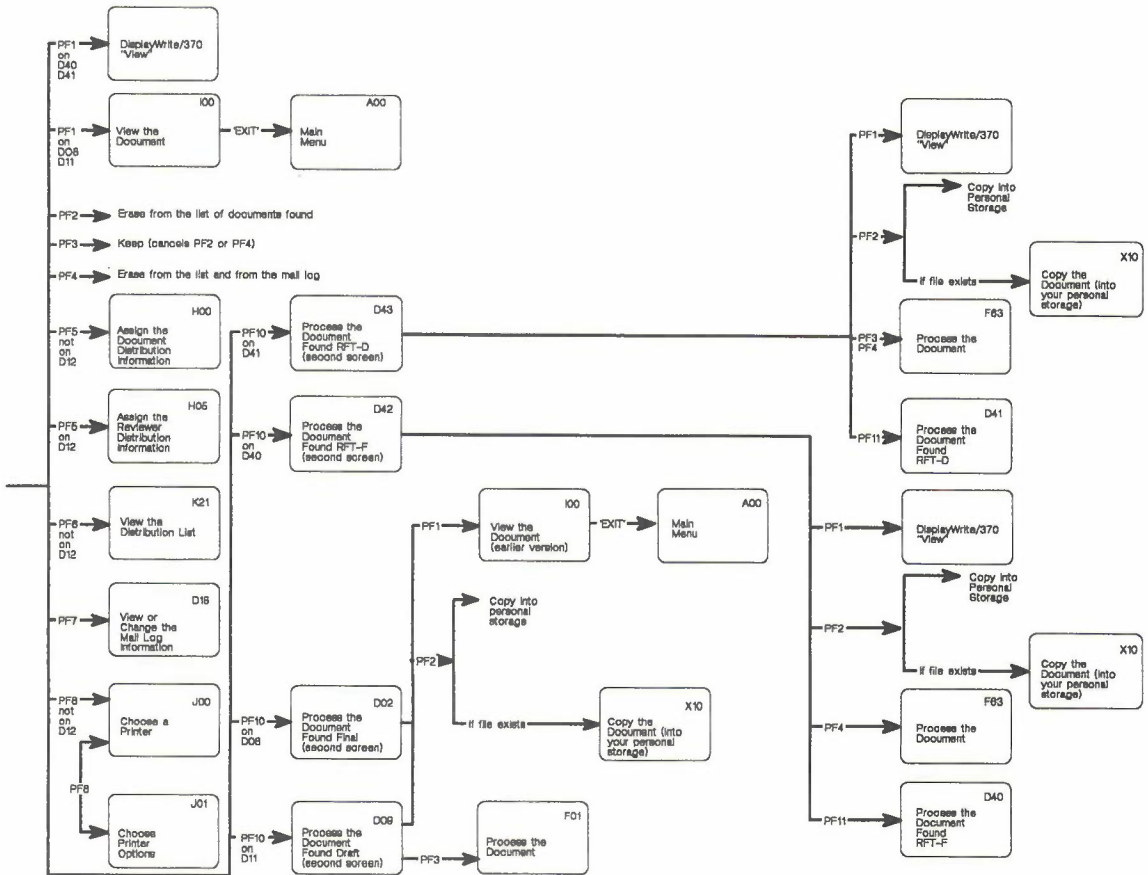 PF1
on
D40
D41
DisplayWrite/370
"View"
PF1
on
D08
D11
I00
View the
Document
'EXIT'
A00
Main
Menu
PF2
Erase from the list of documents found
PF3
Keep (cancels PF2 or PF4)
PF4
Erase from the list and from the mail log
PF5
not
on
D12
H00
Assign the
Document
Distribution
Information
PF5
on
D12
H05
Assign the
Reviewer
Distribution
Information
PF6
not
on
D12
K21
View the
Distribution List
PF7
D16
View or
Change the
Mail Log
Information
PF8
not
on
D12
J00
Choose a
Printer
PF8
J01
Choose
Printer
Options
PF10
on
D41
D43
Process the
Document
Found RFT-D
(second screen)
PF10
on
D40
D42
Process the
Document
Found RFT-F
(second screen)
PF10
on
D08
D02
Process the
Document
Found Final
(second screen)
PF10
on
D11
D09
Process the
Document
Found Draft
(second screen)
PF1
I00
View the
Document
(earlier version)
'EXIT'
A00
Main
Menu
PF2
Copy into
personal
storage
If file exists
X10
Copy the
Document (into
your personal
storage)
PF3
F01
Process the
Document
PF1
DisplayWrite/370
"View"
PF2
Copy into
Personal
Storage
If file exists
X10
Copy the
Document (into
your personal
storage)
PF3
PF4
F63
Process the
Document
PF11
D41
Process the
Document
Found
RFT-D
PF1
DisplayWrite/370
"View"
PF2
Copy into
Personal
Storage
If file exists
X10
Copy the
Document (into
your personal
storage)
PF4
F63
Process the
Document
PF11
D40
Process the
Document
Found
RFT-F